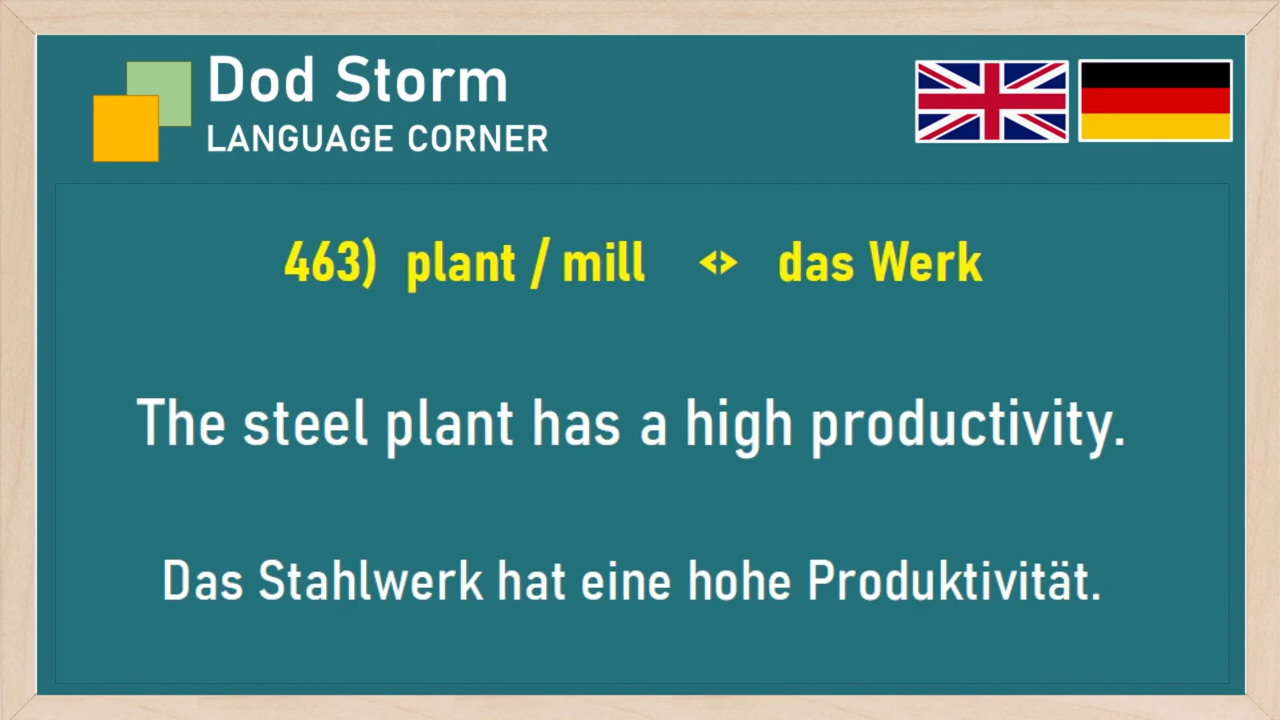 Dod Storm
LANGUAGE CORNER
463) plant / mill <> das Werk
The steel plant has a high productivity.
Das Stahlwerk hat eine hohe Produktivität.